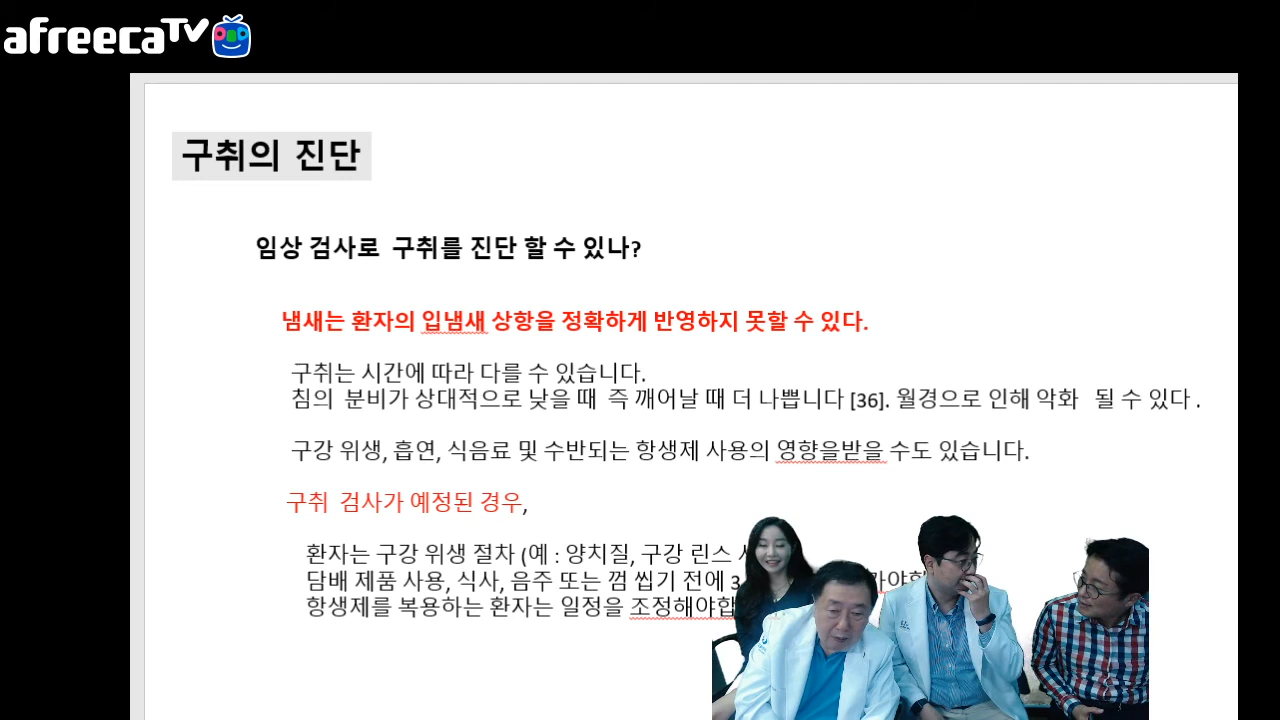 afreecaTV
구취의 진단
임상 검사로 구취를 진단 할 수 있나?
냄새는 환자의 입냄새 상항을 정확하게 반영하지 못할 수 있다.
구취는 시간에 따라 다를 수 있습니다.
침의 분비가 상대적으로 낮을 때 즉 깨어날 때 더 나쁩니다 [36]. 월경으로 인해 악화 될 수 있다 .
구강 위생, 흡연, 식음료 및 수반되는 항생제 사용의 영향을받을 수도 있습니다.
구취 검사가 예정된 경우,
환자는 구강 위생 절차 (예 : 양치질, 구강 린스
담배 제품 사용, 식사, 음주 또는 껌 씹기 전에 3
항생제를 복용하는 환자는 일정을 조정해야합